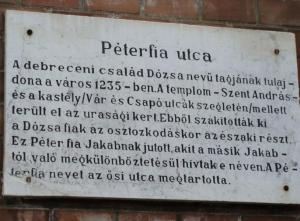 Péterfia utca
A debreceni család Dózsa nevű tagjának tulaj-
dona a város 1235-ben. A templom - Szent András -
és a kastély/Vár és Csapó utcák szegletén/mellett
terült el az urasági kert. Ebből szakították ki
a Dózsa fiak az osztozkodáskor az északi részt.
Ez Péter fia Jakabnak jutott, akit a másik Jakab-
tól való megkülönböztetésül hívtak e néven. A Pé-
terfia nevet az ősi utca megtartotta.